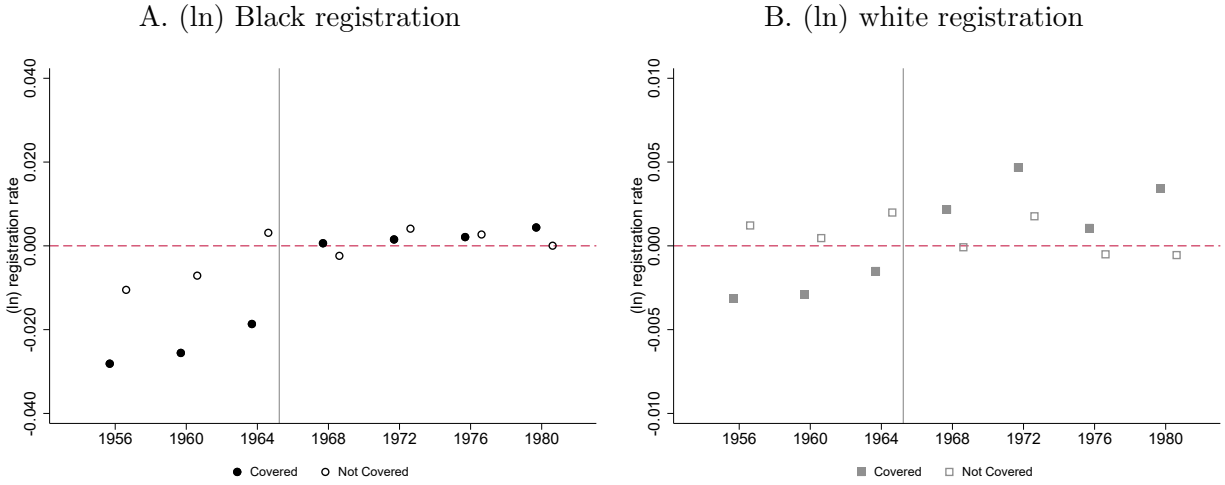 A. (ln) Black registration
(ln) registration rate
0.040
0.020
0.000
-0.020
-0.040
1956 1960 1964 1968 1972 1976 1980
Covered Not Covered
B. (ln) white registration
(ln) registration rate
0.010
0.005
0.000
-0.005
-0.010
1956 1960 1964 1968 1972 1976 1980
Covered Not Covered